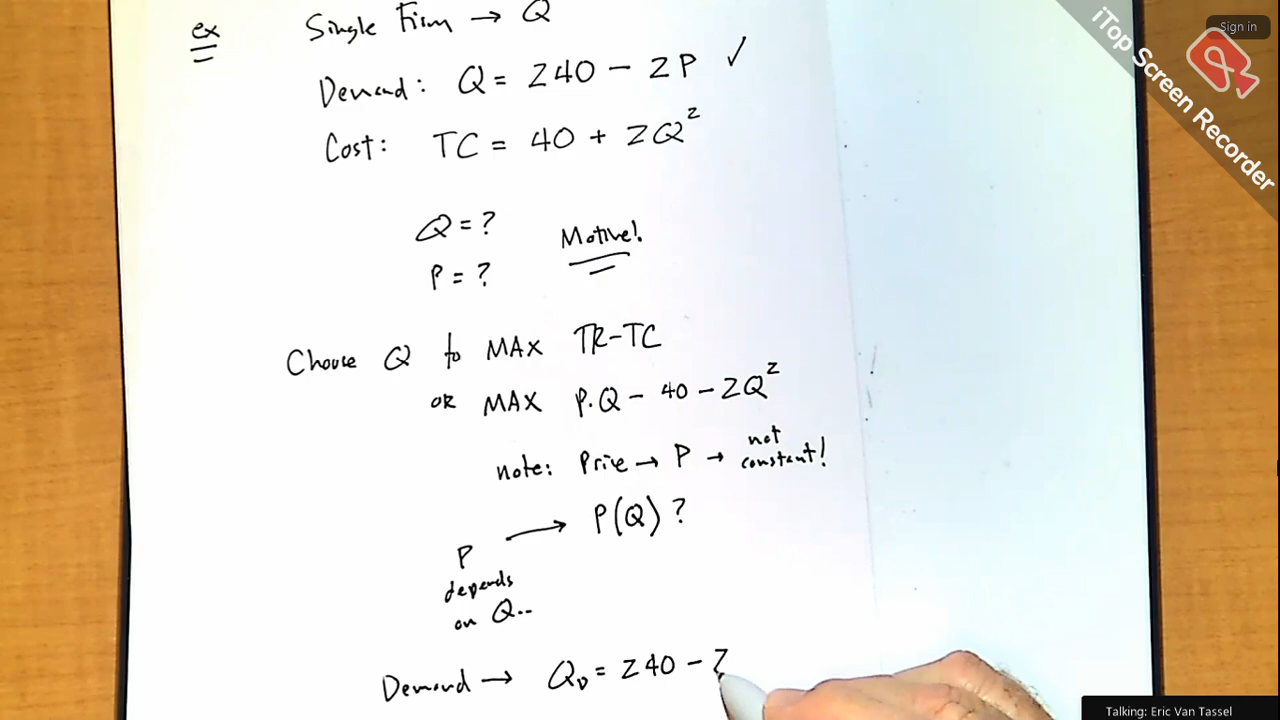 ex Single Firm → Q
Demand: Q = 240 - 2P ✓
Cost: TC = 40 + 2Q²
Q = ?
P = ?
Motive!
Choose Q to MAX TR-TC
OR MAX P·Q - 40 - 2Q²
note: Price → P → not constant!
P → P(Q) ?
depends
on Q..
Demand → Q_D = 240 - 2
iTop Screen Recorder
Sign in
Talking: Eric Van Tassel